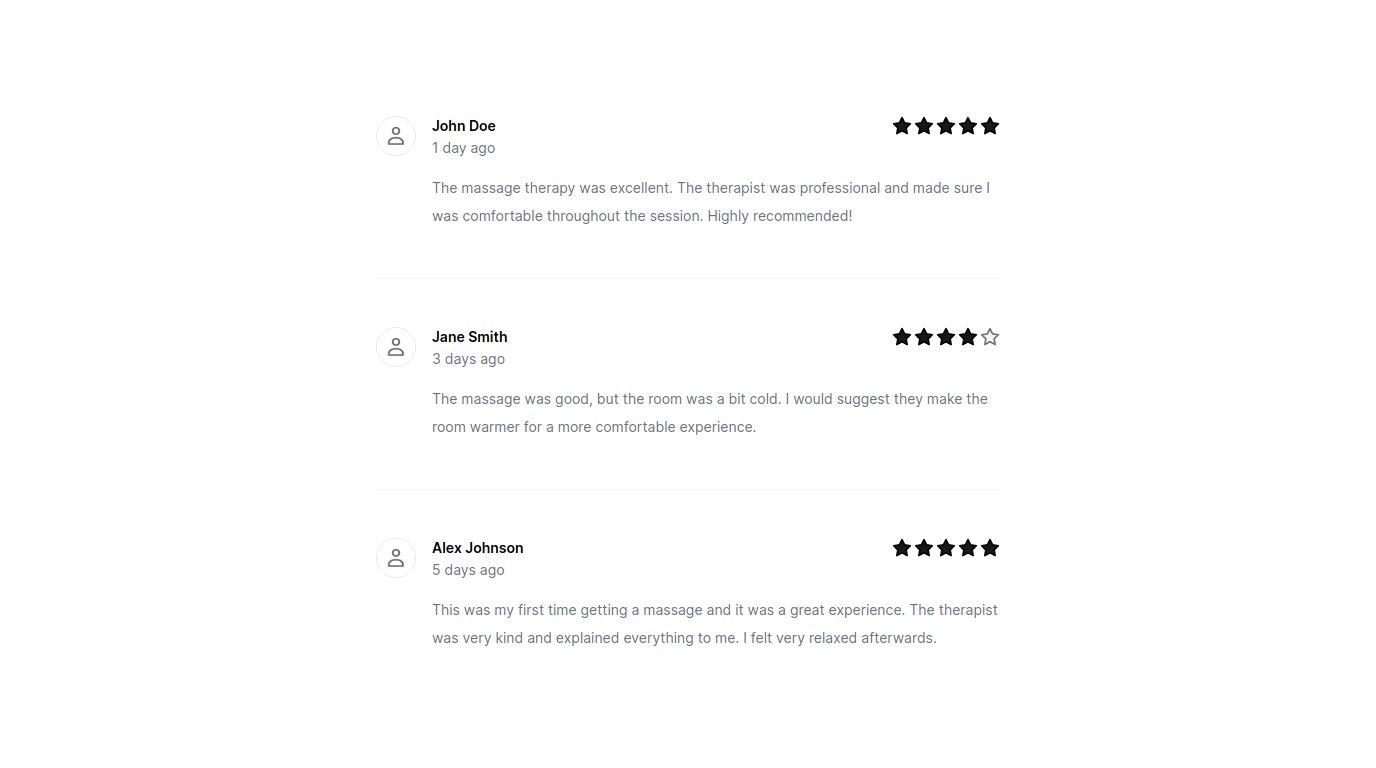 John Doe
1 day ago
The massage therapy was excellent. The therapist was professional and made sure I
was comfortable throughout the session. Highly recommended!
Jane Smith
3 days ago
The massage was good, but the room was a bit cold. I would suggest they make the
room warmer for a more comfortable experience.
Alex Johnson
5 days ago
This was my first time getting a massage and it was a great experience. The therapist
was very kind and explained everything to me. I felt very relaxed afterwards.